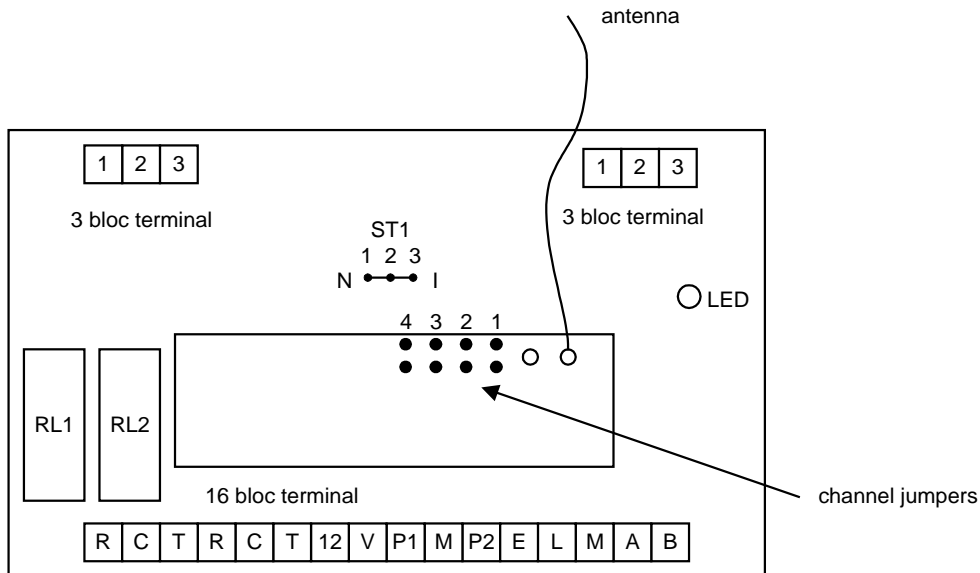 antenna
1 2 3
1 2 3
3 bloc terminal
3 bloc terminal
ST1
1 2 3
N I
LED
4 3 2 1
RL1
RL2
16 bloc terminal
channel jumpers
R C T R C T 12 V P1 M P2 E L M A B